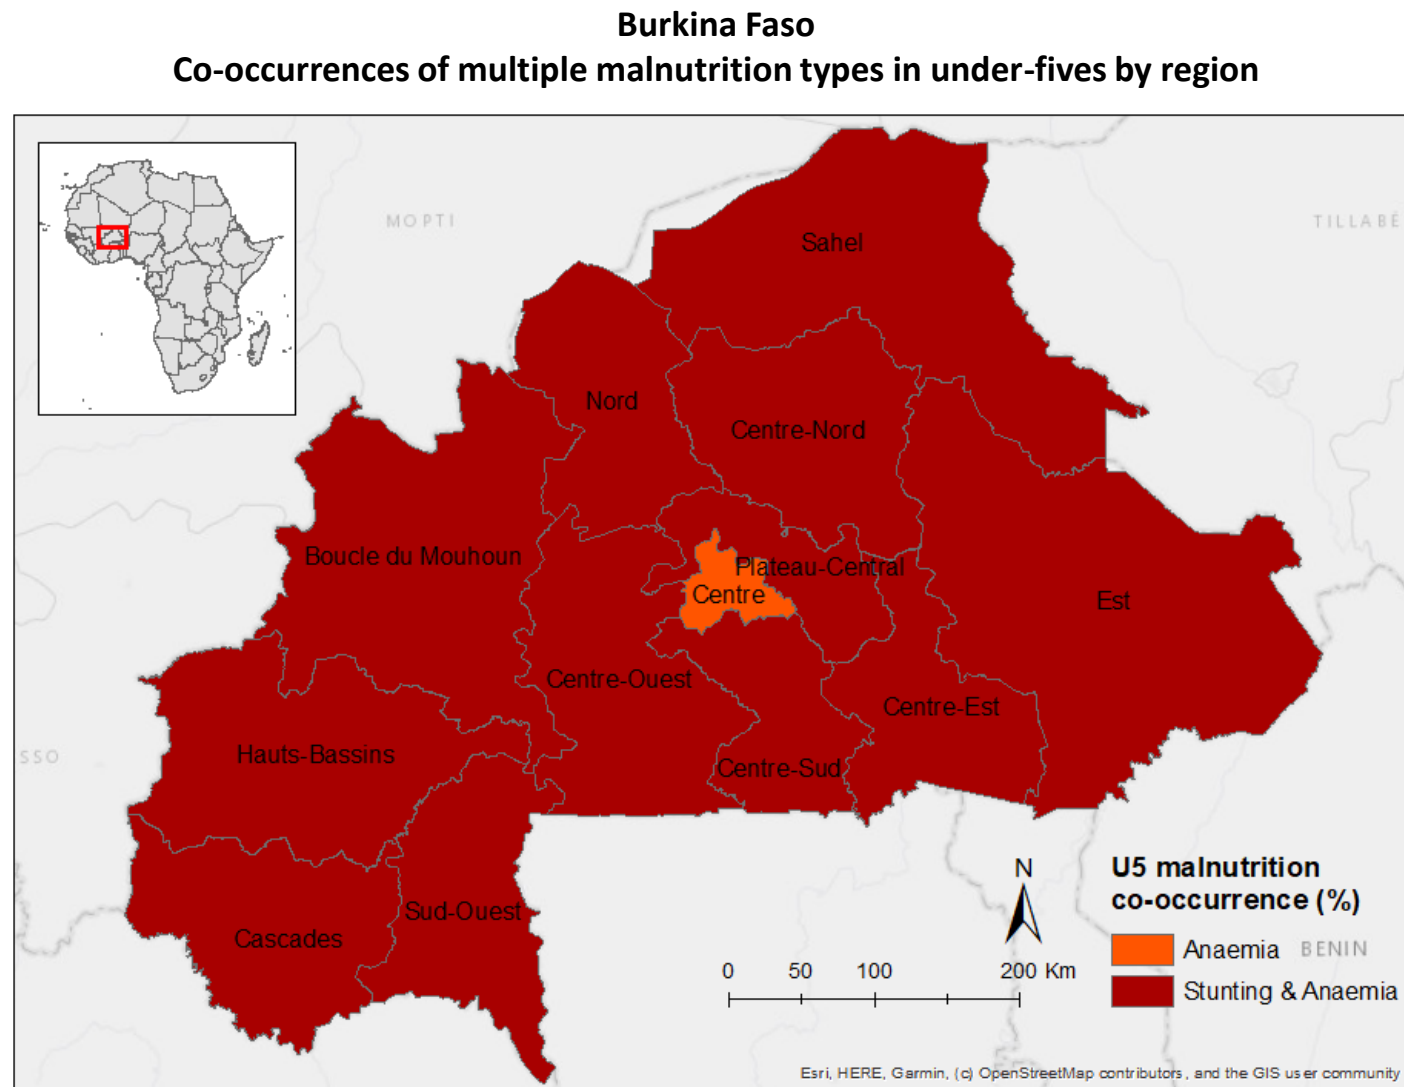 Burkina Faso
Co-occurrences of multiple malnutrition types in under-fives by region
MOPTI
TILLABÉ
Sahel
Nord
Centre-Nord
Boucle du Mouhoun
Plateau-Central
Centre
Est
Centre-Ouest
Centre-Est
Hauts-Bassins
Centre-Sud
SSO
Sud-Ouest
Cascades
N
0 50 100 200 Km
U5 malnutrition
co-occurrence (%)
Anaemia
BENIN
Stunting & Anaemia
Esri, HERE, Garmin, (c) OpenStreetMap contributors, and the GIS user community